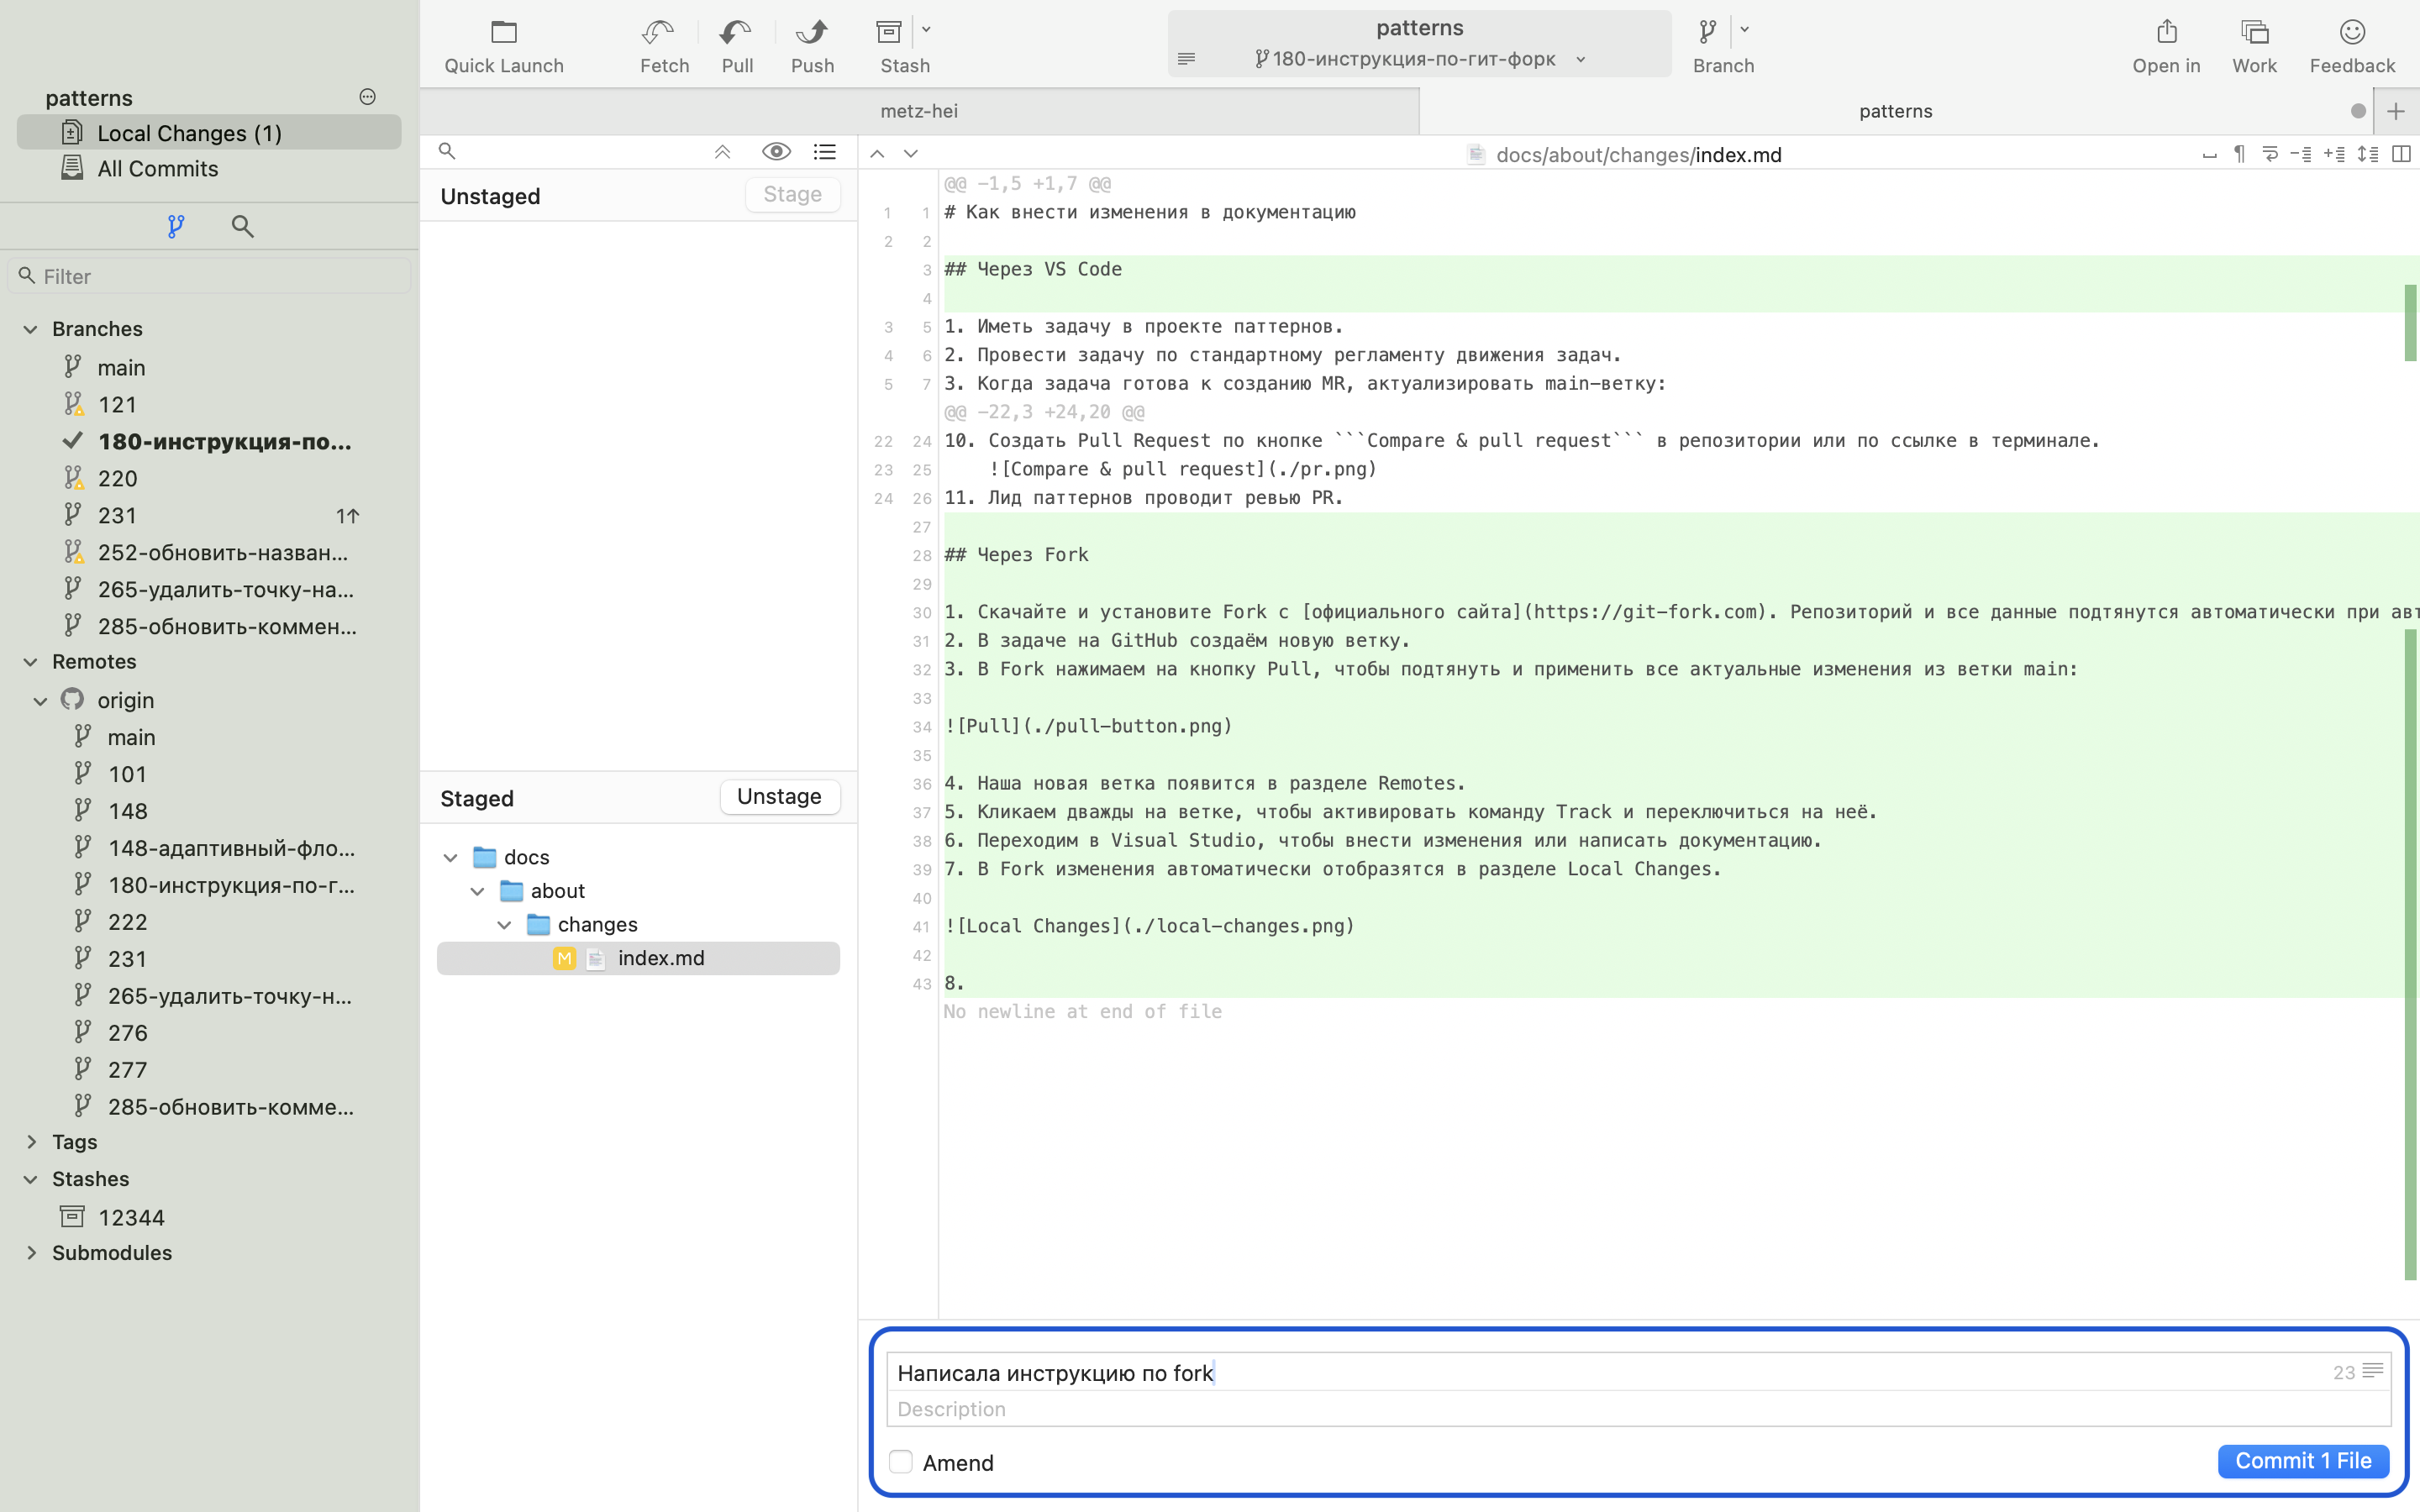 Quick Launch
Fetch
Pull
Push
Stash
patterns
180-инструкция-по-гит-форк
Branch
Open in
Work
Feedback
patterns
Local Changes (1)
All Commits
Filter
Branches
main
121
180-инструкция-по...
220
231 1↑
252-обновить-назван...
265-удалить-точку-на...
285-обновить-коммен...
Remotes
origin
main
101
148
148-адаптивный-фло...
180-инструкция-по-г...
222
231
265-удалить-точку-н...
276
277
285-обновить-комме...
Tags
Stashes
12344
Submodules
metz-hei
patterns
Unstaged
Stage
Staged
Unstage
docs
about
changes
M index.md
docs/about/changes/index.md
@@ -1,5 +1,7 @@
1 1 # Как внести изменения в документацию
2 2
3 ## Через VS Code
4
3 5 1. Иметь задачу в проекте паттернов.
4 6 2. Провести задачу по стандартному регламенту движения задач.
5 7 3. Когда задача готова к созданию MR, актуализировать main-ветку:
@@ -22,3 +24,20 @@
22 24 10. Создать Pull Request по кнопке ```Compare & pull request``` в репозитории или по ссылке в терминале.
23 25 ![Compare & pull request](./pr.png)
24 26 11. Лид паттернов проводит ревью PR.
27
28 ## Через Fork
29
30 1. Скачайте и установите Fork с [официального сайта](https://git-fork.com). Репозиторий и все данные подтянутся автоматически при авт
31 2. В задаче на GitHub создаём новую ветку.
32 3. В Fork нажимаем на кнопку Pull, чтобы подтянуть и применить все актуальные изменения из ветки main:
33
34 ![Pull](./pull-button.png)
35
36 4. Наша новая ветка появится в разделе Remotes.
37 5. Кликаем дважды на ветке, чтобы активировать команду Track и переключиться на неё.
38 6. Переходим в Visual Studio, чтобы внести изменения или написать документацию.
39 7. В Fork изменения автоматически отобразятся в разделе Local Changes.
40
41 ![Local Changes](./local-changes.png)
42
43 8.
No newline at end of file
Написала инструкцию по fork 23
Description
Amend
Commit 1 File